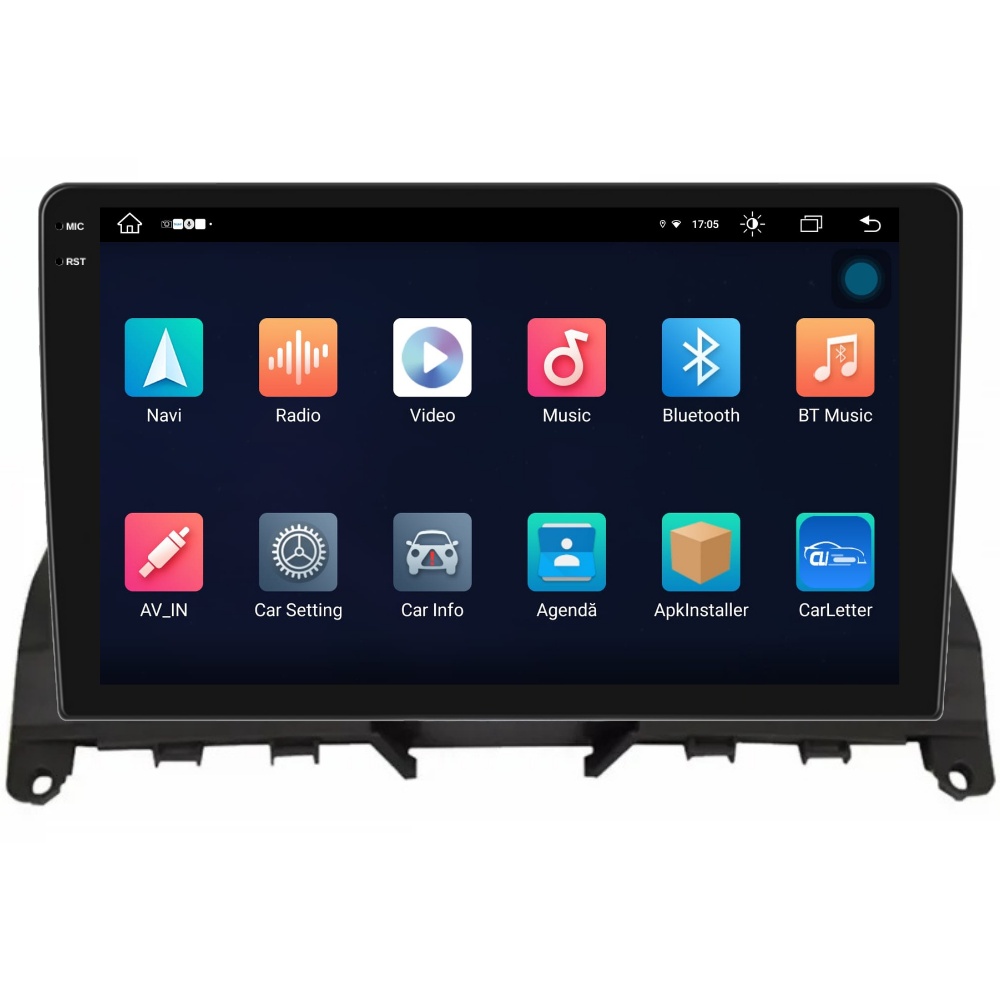 MIC
17:05
RST
Navi
Radio
Video
Music
Bluetooth
BT Music
AV_IN
Car Setting
Car Info
Agendă
ApkInstaller
CarLetter